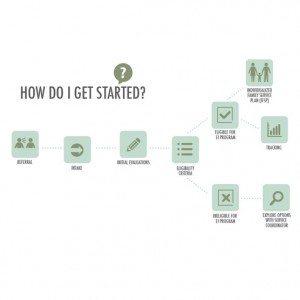 ?
HOW DO I GET STARTED?
INDIVIDUALIZED
FAMILY SERVICE
PLAN (IFSP)
ELIGIBLE FOR
EI PROGRAM
TRACKING
REFERRAL
INTAKE
INITIAL EVALUATIONS
ELIGIBILITY
CRITERIA
INELIGIBLE FOR
EI PROGRAM
EXPLORE OPTIONS
WITH SERVICE
COORDINATOR